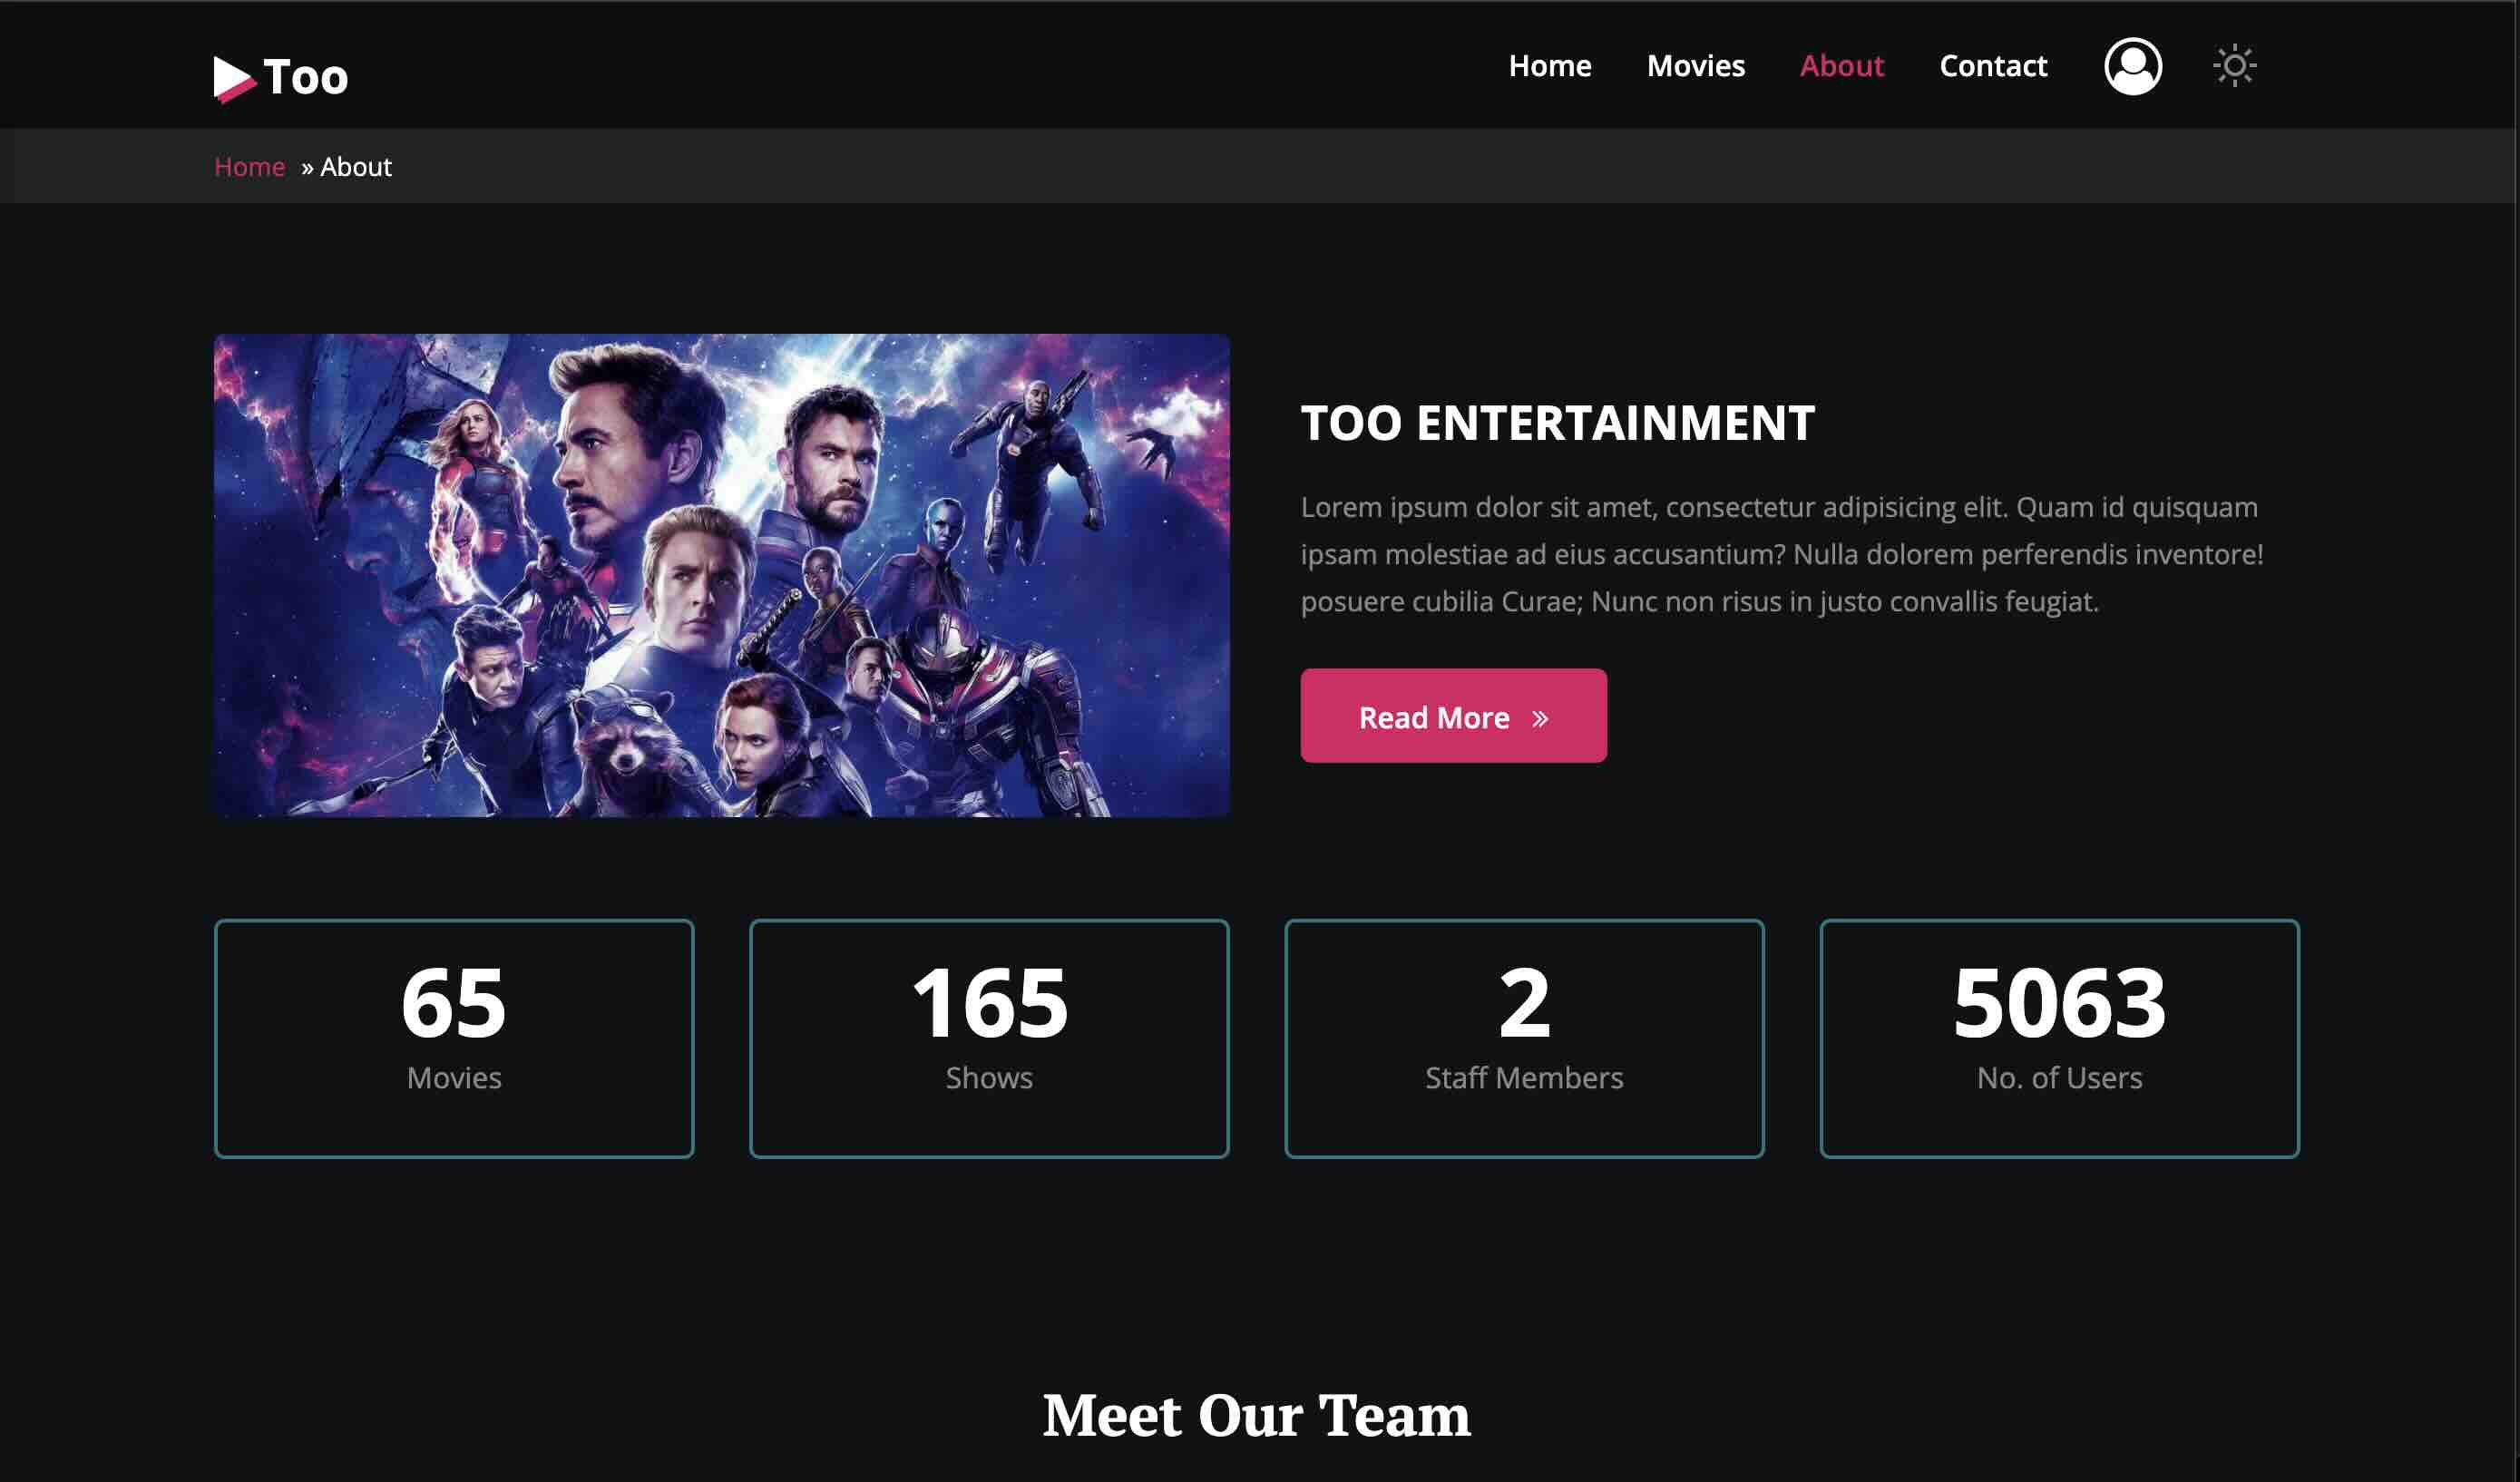 Too
Home
Movies
About
Contact
Home » About
TOO ENTERTAINMENT
Lorem ipsum dolor sit amet, consectetur adipisicing elit. Quam id quisquam
ipsam molestiae ad eius accusantium? Nulla dolorem perferendis inventore!
posuere cubilia Curae; Nunc non risus in justo convallis feugiat.
Read More »
65
Movies
165
Shows
2
Staff Members
5063
No. of Users
Meet Our Team